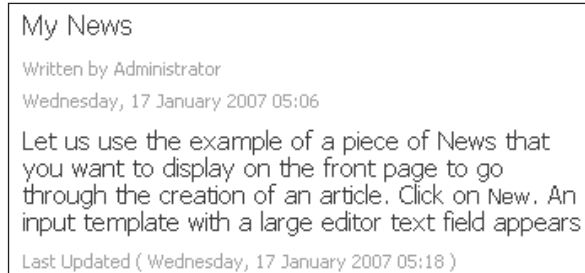 My News
Written by Administrator
Wednesday, 17 January 2007 05:06
Let us use the example of a piece of News that
you want to display on the front page to go
through the creation of an article. Click on New. An
input template with a large editor text field appears
Last Updated ( Wednesday, 17 January 2007 05:18 )